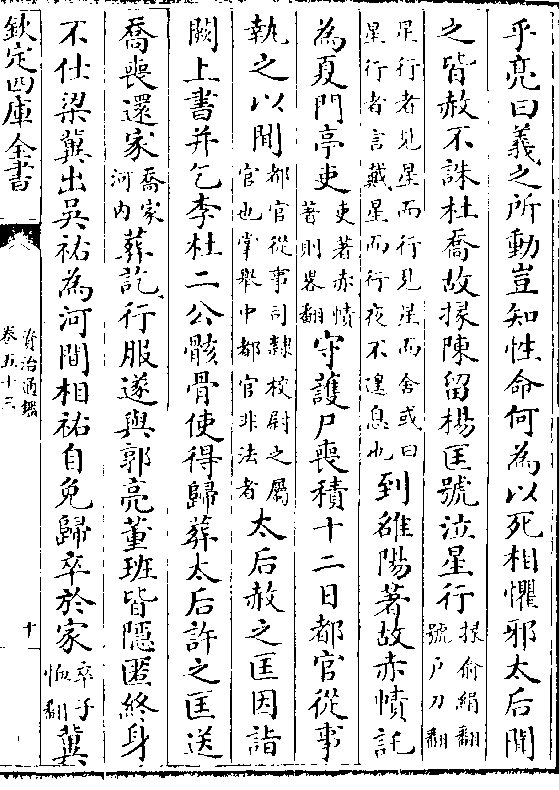 乎亮曰義之所動豈知性命何為以死相懼邪太后聞
之皆赦不誅杜喬故掾陳留楊匡號泣星行掾俞絹翻號戶刀翻
星行者見星而行見星而舍或曰星行者言戴星而行夜不遑息也到雒陽著故赤幘託
為夏門亭吏吏著赤幘著則畧翻守護尸喪積十二日都官從事
執之以聞都官從事司隸校尉之屬官也掌舉中都官非法者太后赦之匡因詣
闕上書并乞李杜二公骸骨使得歸葬太后許之匡送
喬喪還家喬家河内葬訖行服遂與郭亮董班皆隱匿終身
不仕梁冀出吳祐為河間相祐自免歸卒於家卒子恤翻冀
欽定四庫全書
資治通鑑
卷五十三
十